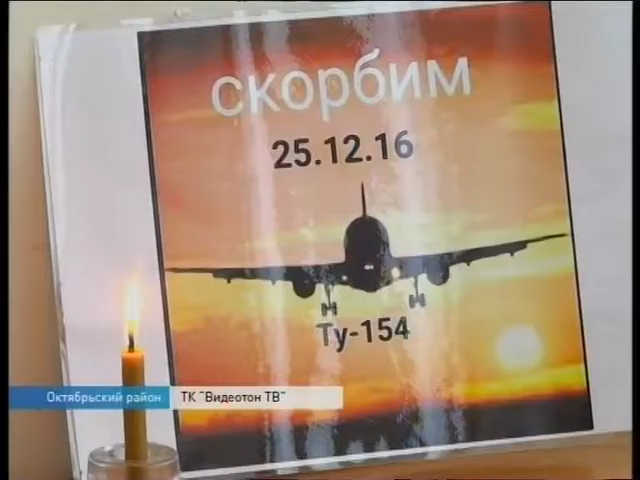 скорбим
25.12.16
Ту-154
Октябрьский район
ТК "Видеотон ТВ"